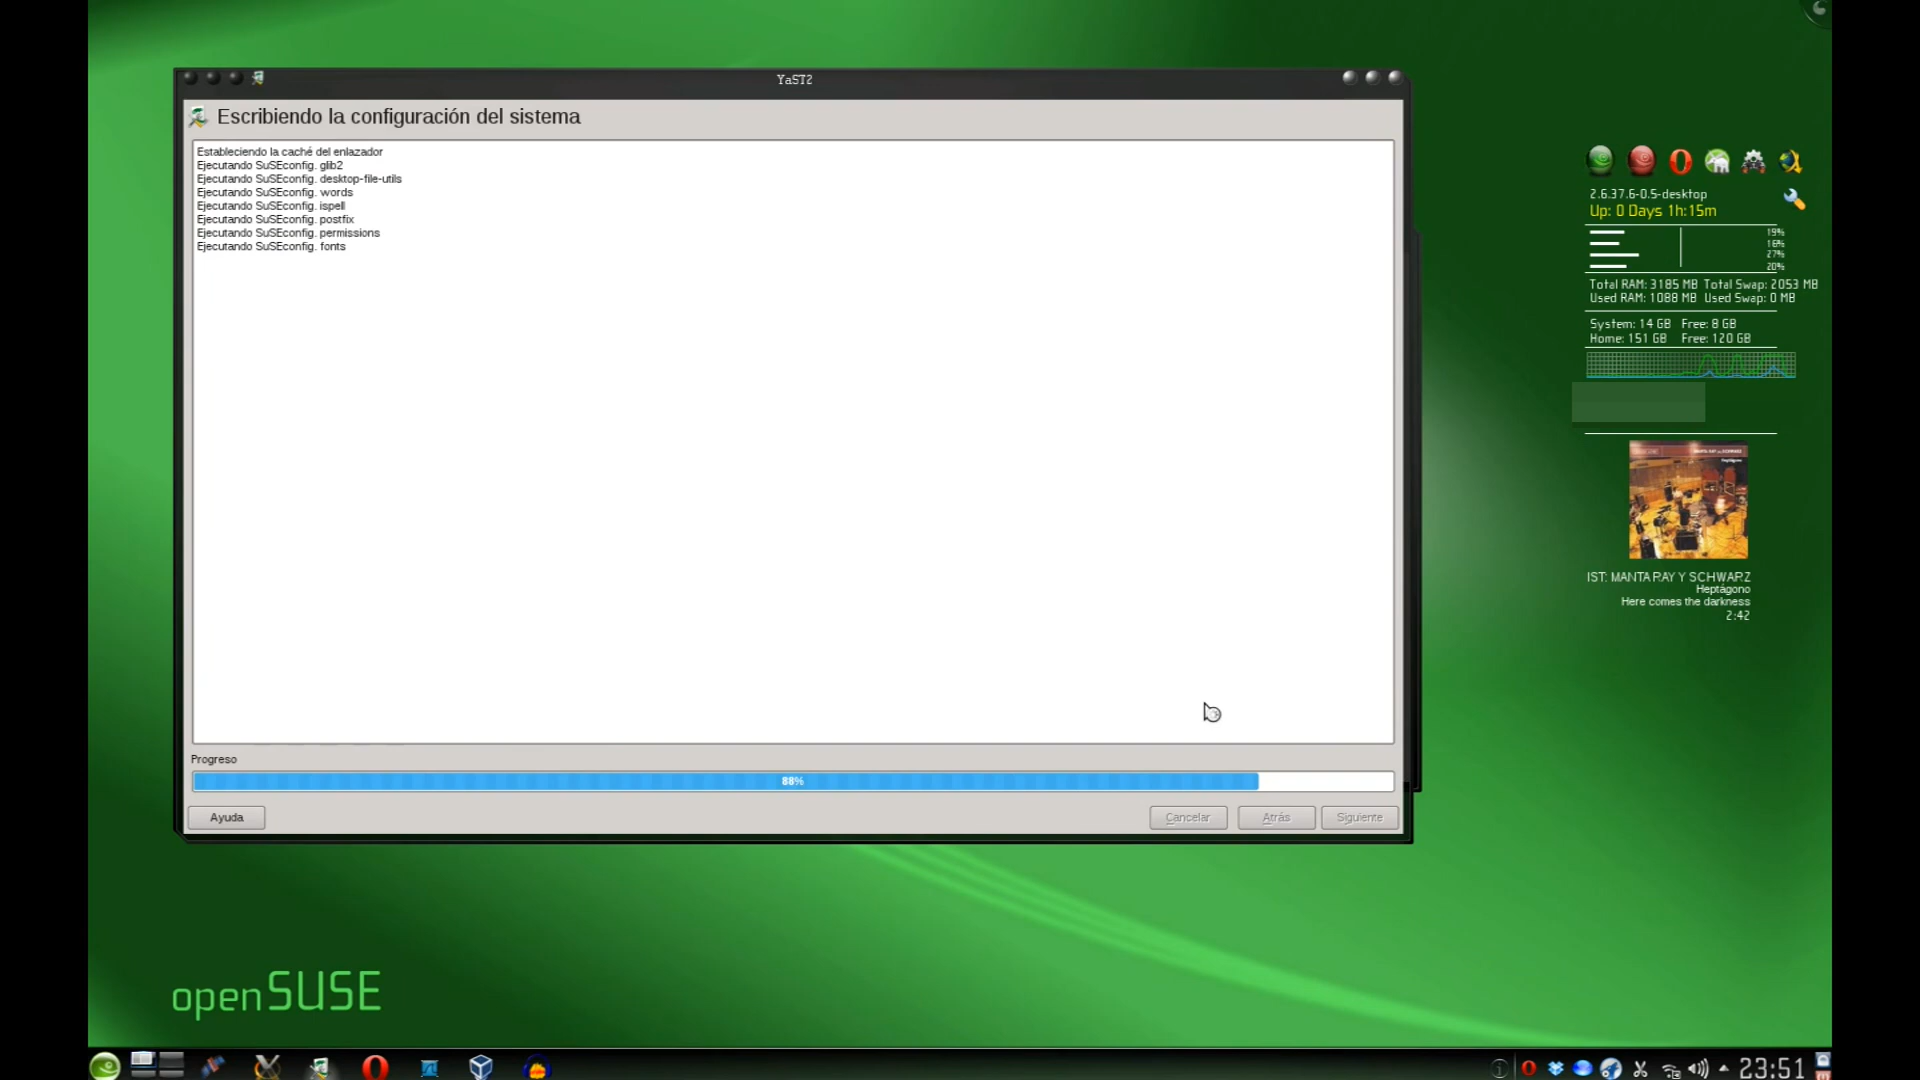 YaST2
Escribiendo la configuración del sistema
Estableciendo la caché del enlazador
Ejecutando SuSEconfig. glib2
Ejecutando SuSEconfig. desktop-file-utils
Ejecutando SuSEconfig. words
Ejecutando SuSEconfig. ispell
Ejecutando SuSEconfig. postfix
Ejecutando SuSEconfig. permissions
Ejecutando SuSEconfig. fonts
Progreso
88%
Ayuda
Cancelar
Atrás
Siguiente
2.6.37.6-0.5-desktop
Up: 0 Days 1h:15m
19%
16%
27%
20%
Total RAM: 3185 MB Total Swap: 2053 MB
Used RAM: 1088 MB Used Swap: 0 MB
System: 14 GB Free: 8 GB
Home: 151 GB Free: 120 GB
IST: MANTA RAY Y SCHWARZ
Heptágono
Here comes the darkness
2:42
openSUSE
23:51